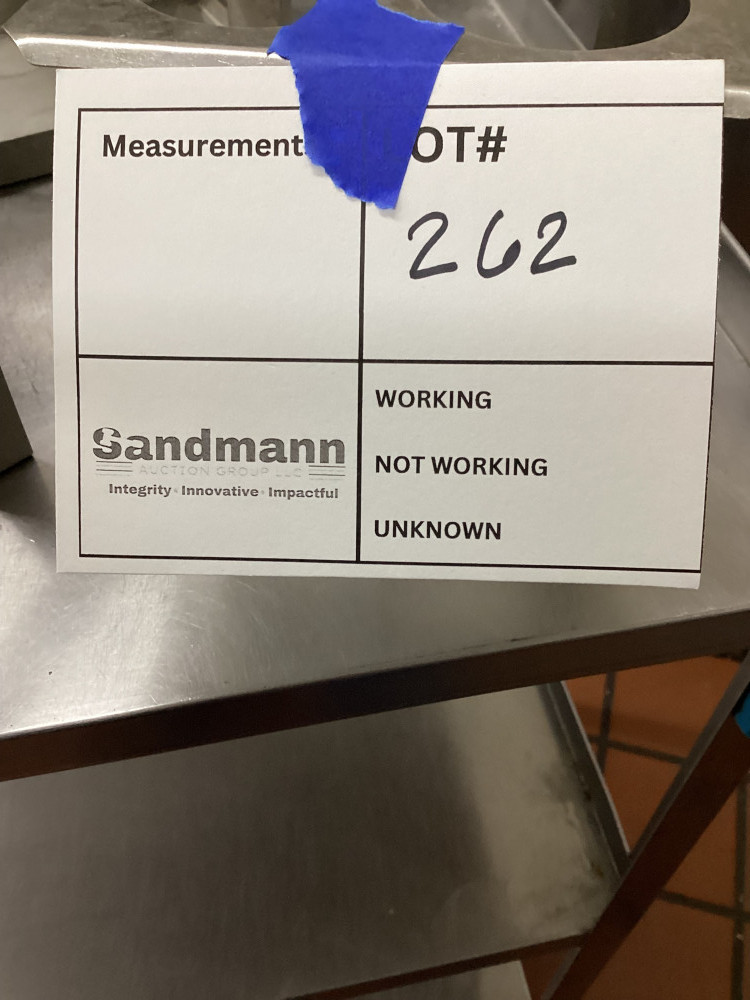 Measurement
OT#
262
WORKING
NOT WORKING
UNKNOWN
Sandmann
AUCTION GROUP LLC
Integrity • Innovative • Impactful